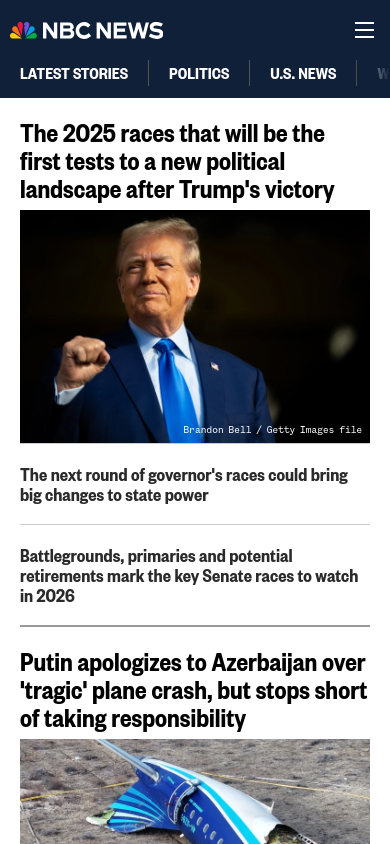 NBC NEWS
LATEST STORIES
POLITICS
U.S. NEWS
The 2025 races that will be the
first tests to a new political
landscape after Trump's victory
Brandon Bell / Getty Images file
The next round of governor's races could bring
big changes to state power
Battlegrounds, primaries and potential
retirements mark the key Senate races to watch
in 2026
Putin apologizes to Azerbaijan over
'tragic' plane crash, but stops short
of taking responsibility